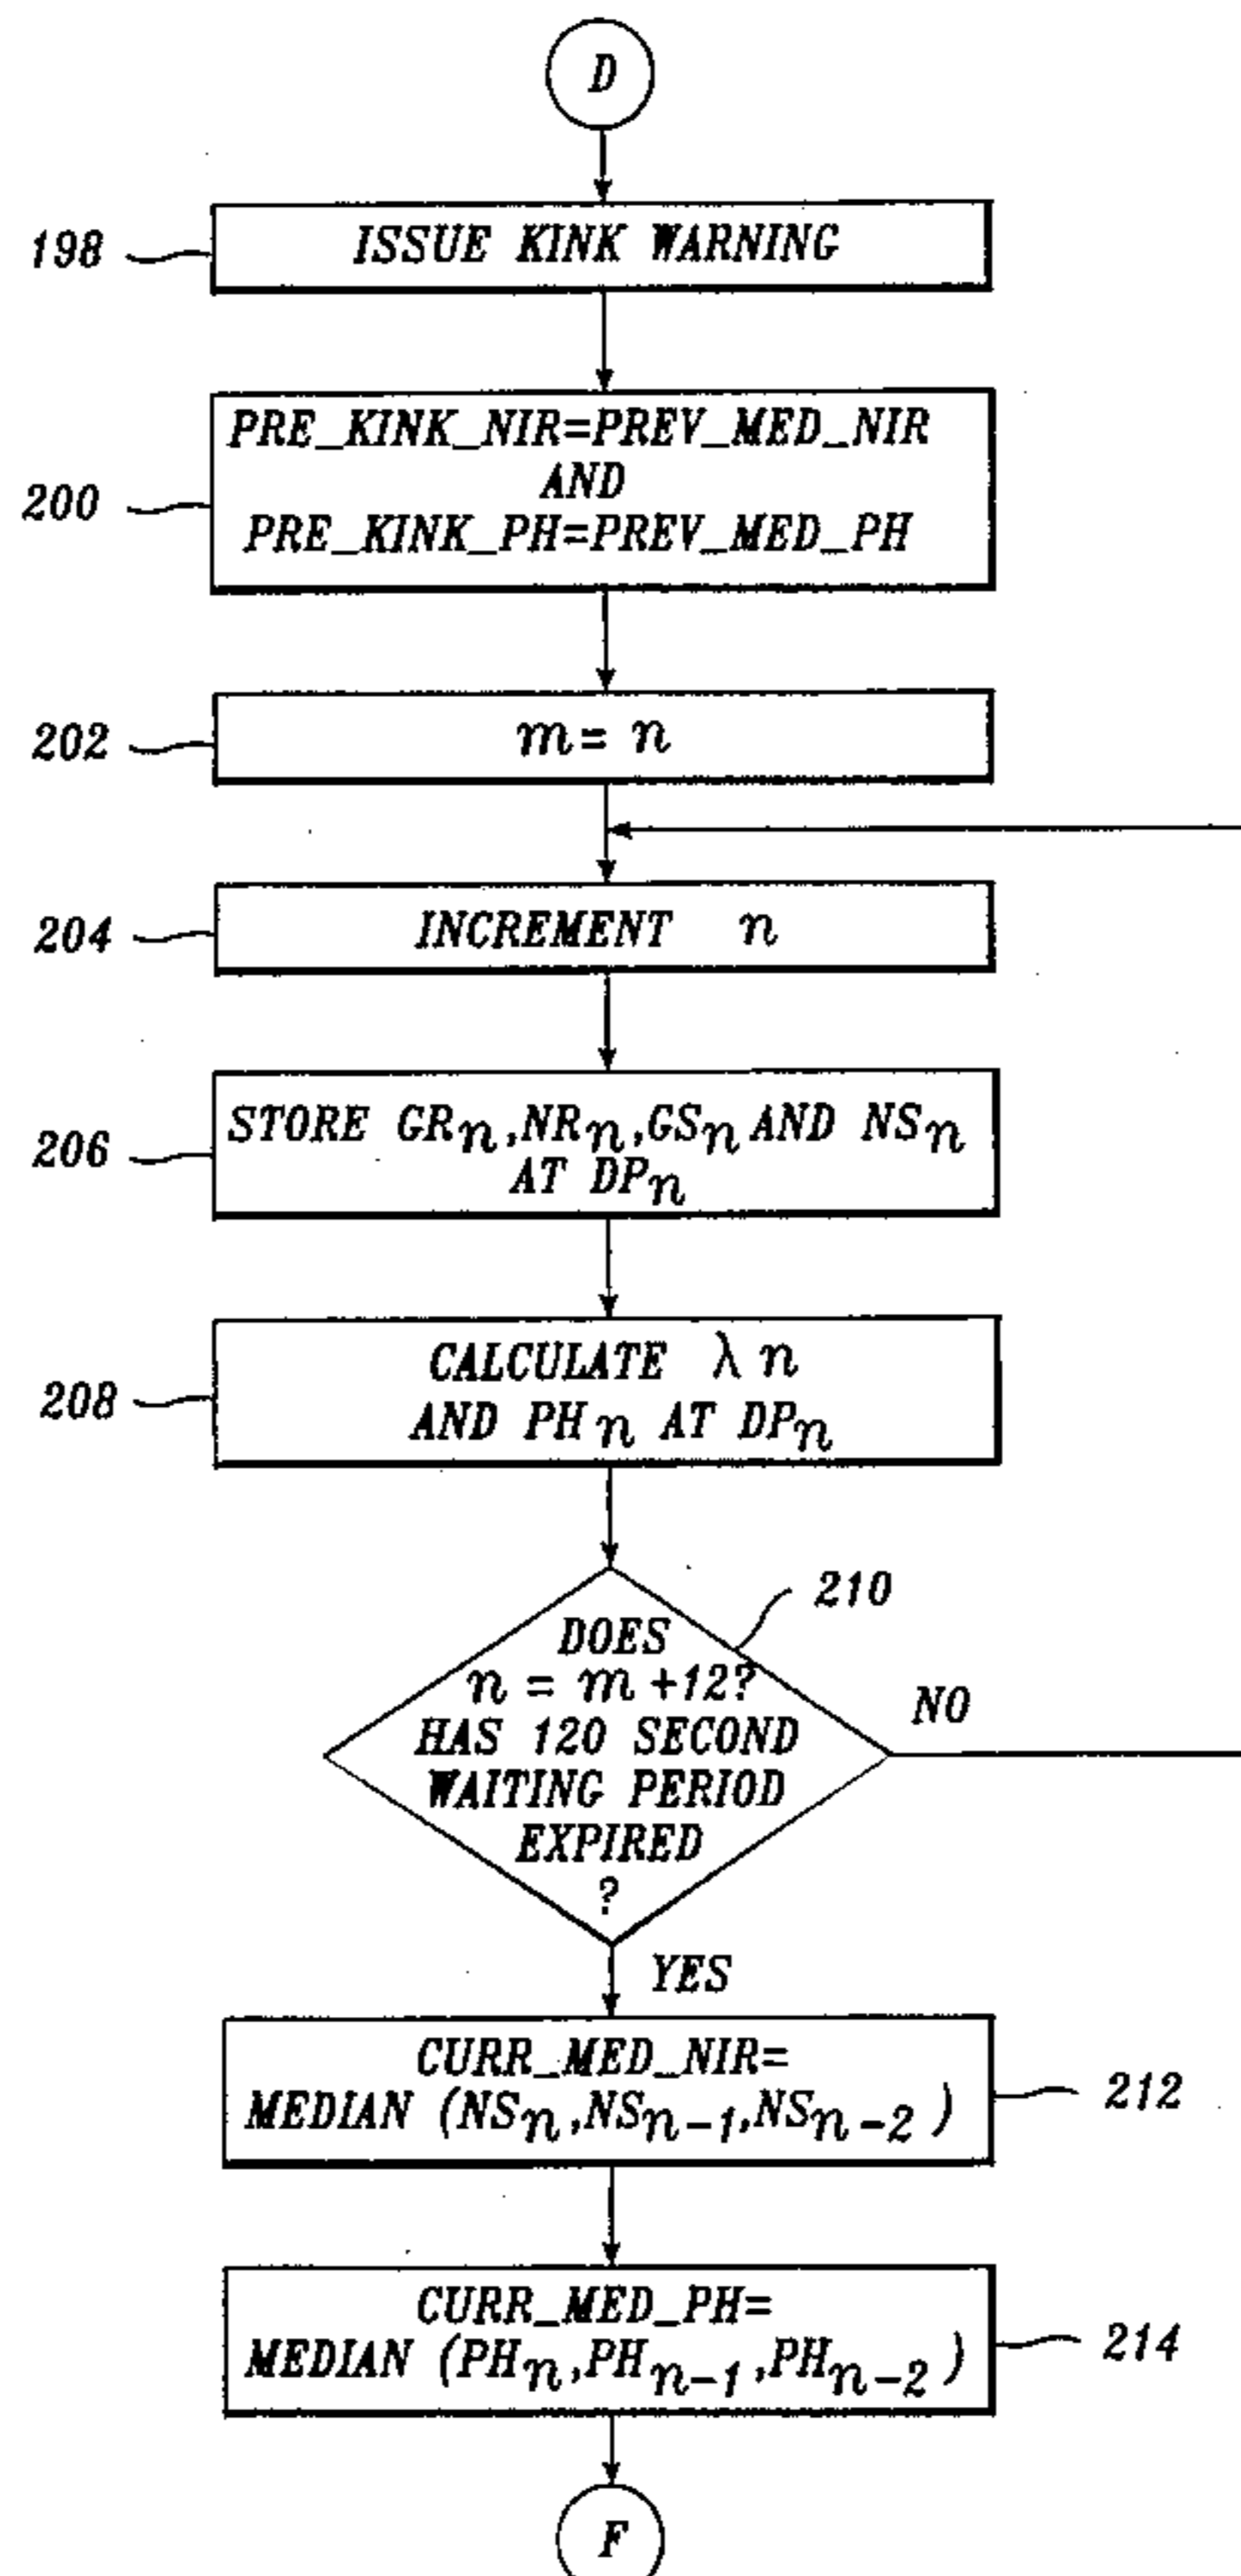 D
198
ISSUE KINK WARNING
200
PRE_KINK_NIR=PREV_MED_NIR
AND
PRE_KINK_PH=PREV_MED_PH
202
m = n
204
INCREMENT n
206
STORE GRn,NRn,GSn AND NSn
AT DPn
208
CALCULATE λ n
AND PHn AT DPn
210
DOES
n = m +12?
HAS 120 SECOND
WAITING PERIOD
EXPIRED
?
NO
YES
CURR_MED_NIR=
MEDIAN (NSn,NSn-1,NSn-2)
212
CURR_MED_PH=
MEDIAN (PHn,PHn-1,PHn-2)
214
F